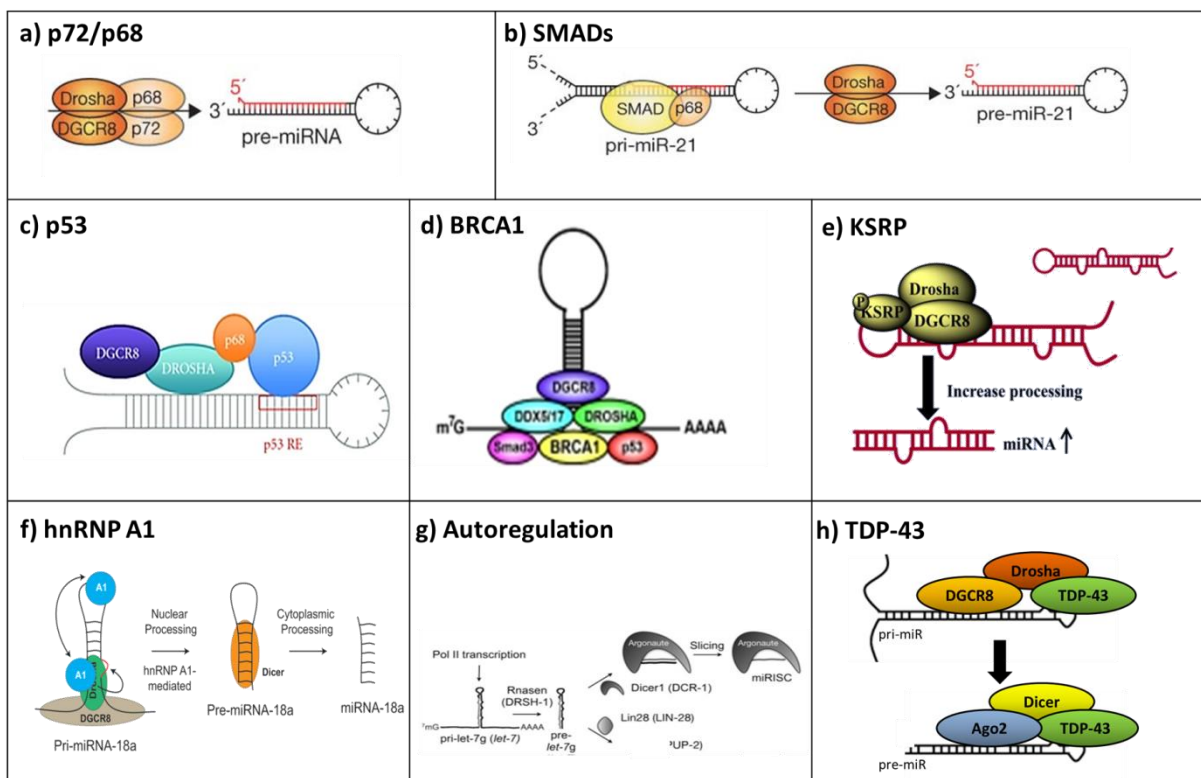 a) p72/p68
Drosha
p68
DGCR8
p72
5´
3´
pre-miRNA
b) SMADs
5´
3´
SMAD
p68
pri-miR-21
Drosha
DGCR8
5´
3´
pre-miR-21
c) p53
DGCR8
DROSHA
p68
p53
p53 RE
d) BRCA1
DGCR8
DDX5/17
DROSHA
m7G
AAAA
Smad3
BRCA1
p53
e) KSRP
P
KSRP
Drosha
DGCR8
Increase processing
miRNA ↑
f) hnRNP A1
A1
A1
DGCR8
Pri-miRNA-18a
Nuclear
Processing
hnRNP A1-
mediated
Dicer
Pre-miRNA-18a
Cytoplasmic
Processing
miRNA-18a
g) Autoregulation
Pol II transcription
7mG
AAAA
pri-let-7g (let-7)
Rnasen
(DRSH-1)
pre-
let-7g
Argonaute
Dicer1 (DCR-1)
Slicing
Argonaute
miRISC
Lin28 (LIN-28)
PUP-2)
h) TDP-43
Drosha
DGCR8
TDP-43
pri-miR
Dicer
Ago2
TDP-43
pre-miR